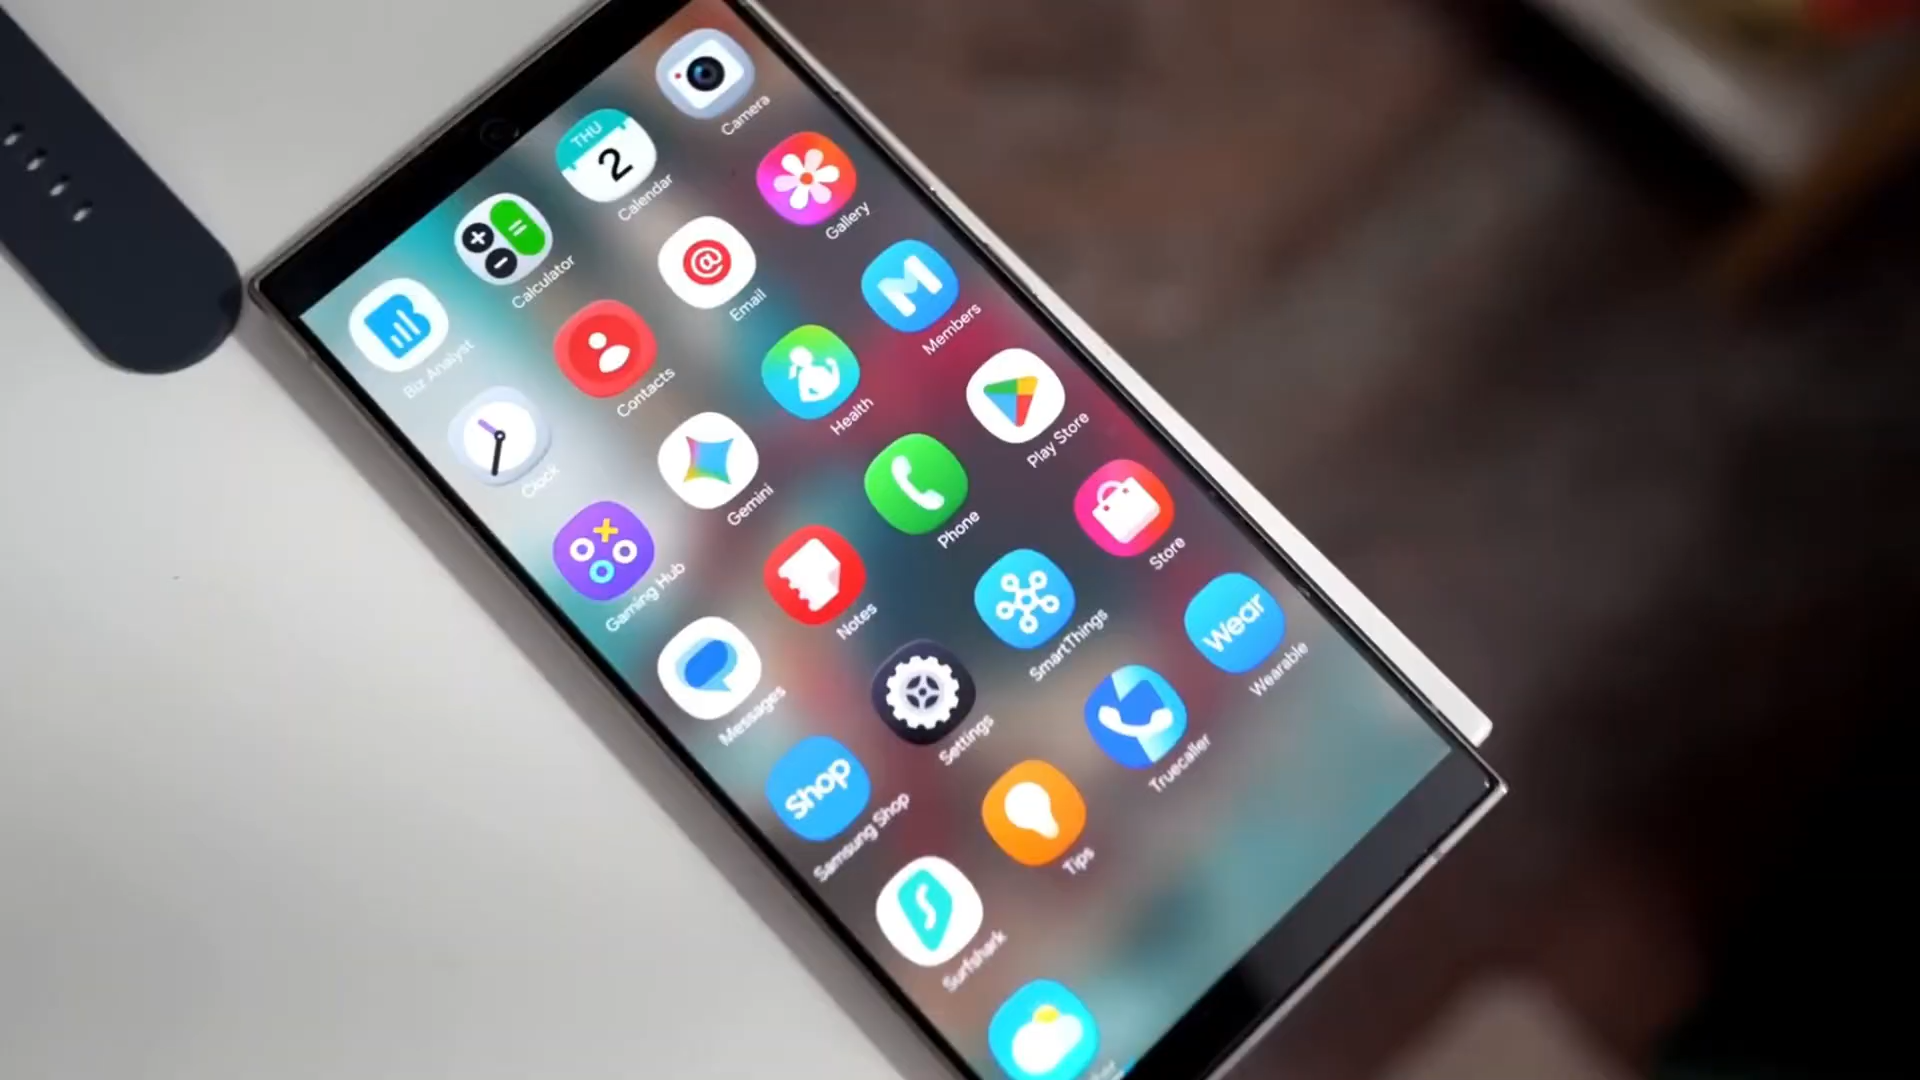 Biz Analyst
Calculator
THU
2
Calendar
Camera
Clock
Contacts
@
Email
Gallery
Gaming Hub
Gemini
Health
M
Members
Messages
Notes
Phone
Play Store
shop
Samsung Shop
Settings
SmartThings
Store
Surfshark
Tips
Truecaller
Wear
Wearable